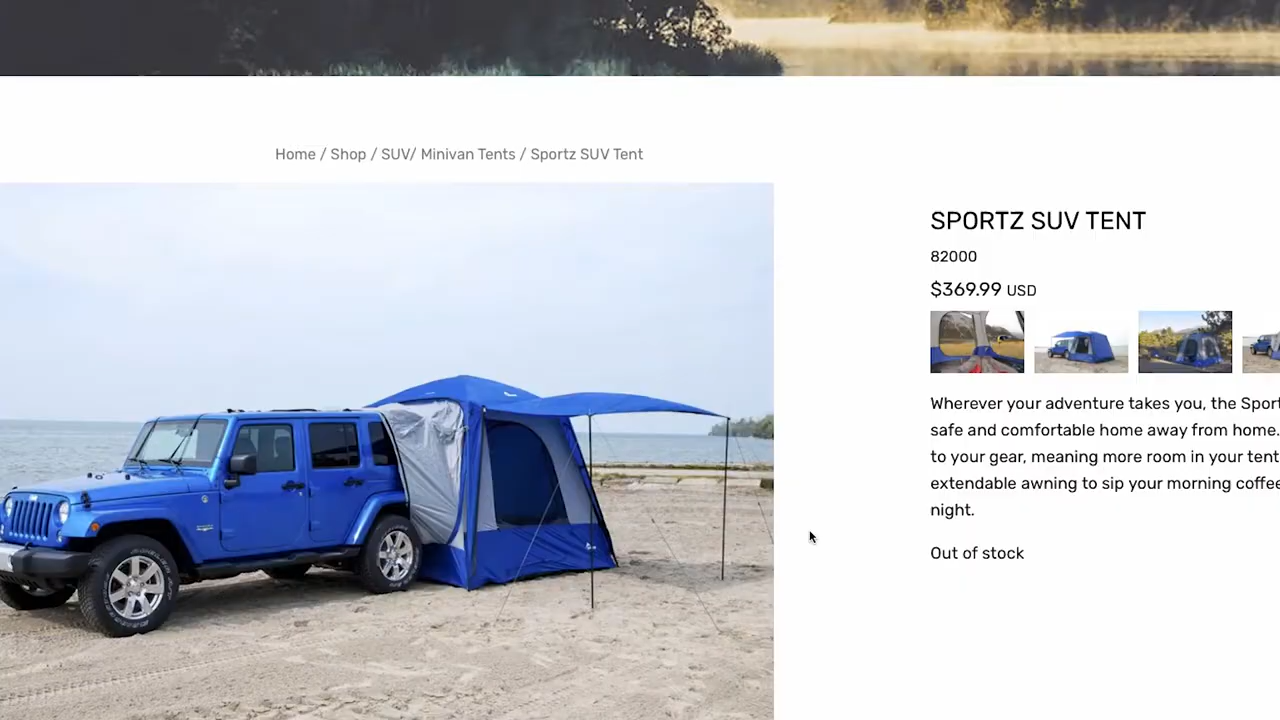 Home / Shop / SUV/ Minivan Tents / Sportz SUV Tent
SPORTZ SUV TENT
82000
$369.99 USD
Wherever your adventure takes you, the Sport
safe and comfortable home away from home.
to your gear, meaning more room in your tent
extendable awning to sip your morning coffee
night.
Out of stock